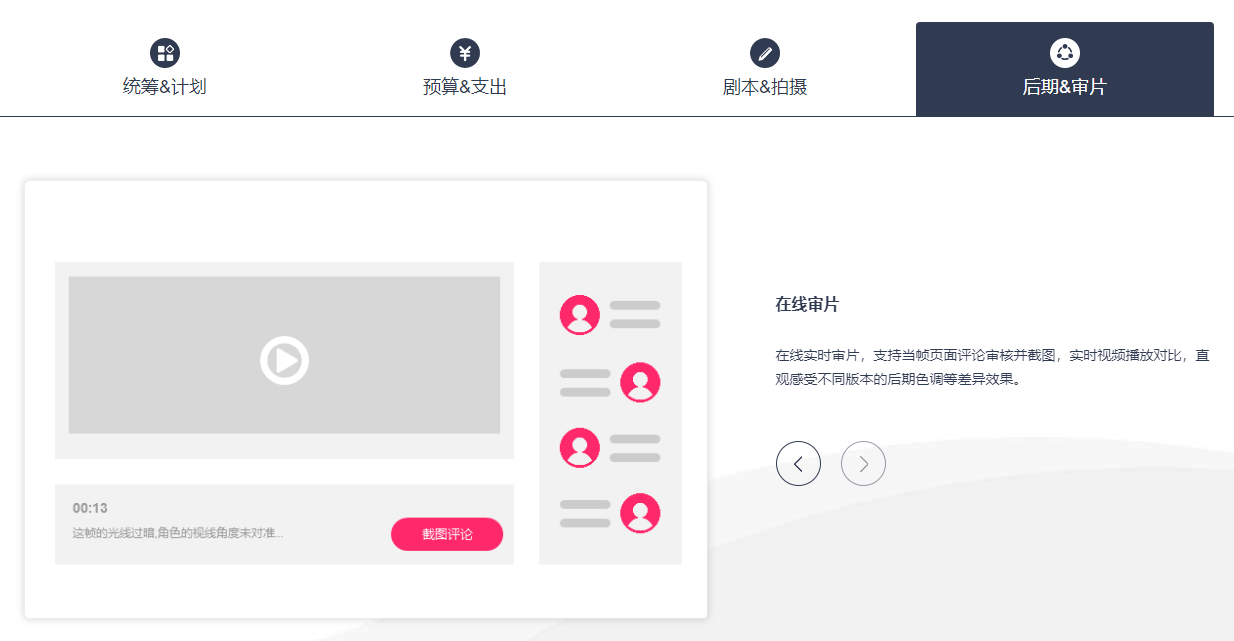 统筹&计划
预算&支出
剧本&拍摄
后期&审片
在线审片
在线实时审片，支持当帧页面评论审核并截图，实时视频播放对比，直
观感受不同版本的后期色调等差异效果。
00:13
这帧的光线过暗,角色的视线角度未对准...
截图评论